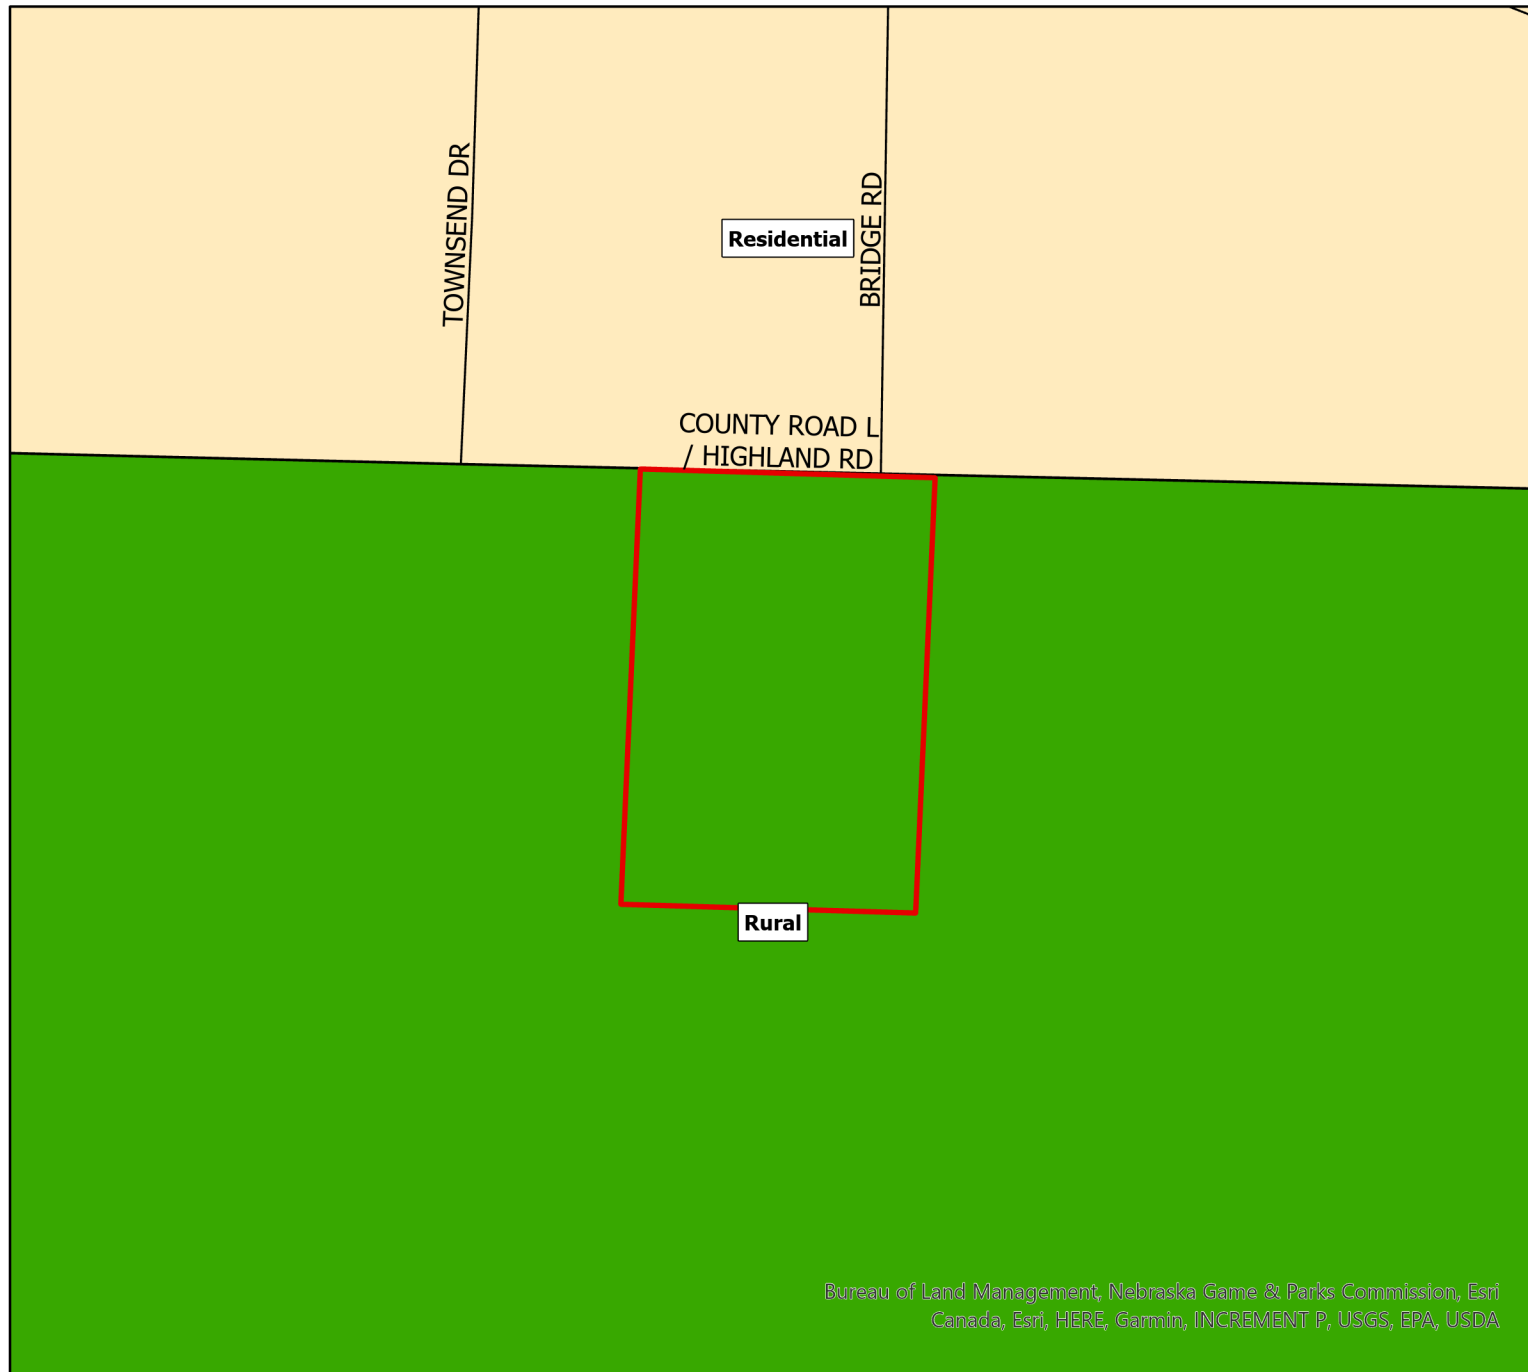 TOWNSEND DR
Residential
BRIDGE RD
COUNTY ROAD L
/ HIGHLAND RD
Rural
Bureau of Land Management, Nebraska Game & Parks Commission, Esri
Canada, Esri, HERE, Garmin, INCREMENT P, USGS, EPA, USDA